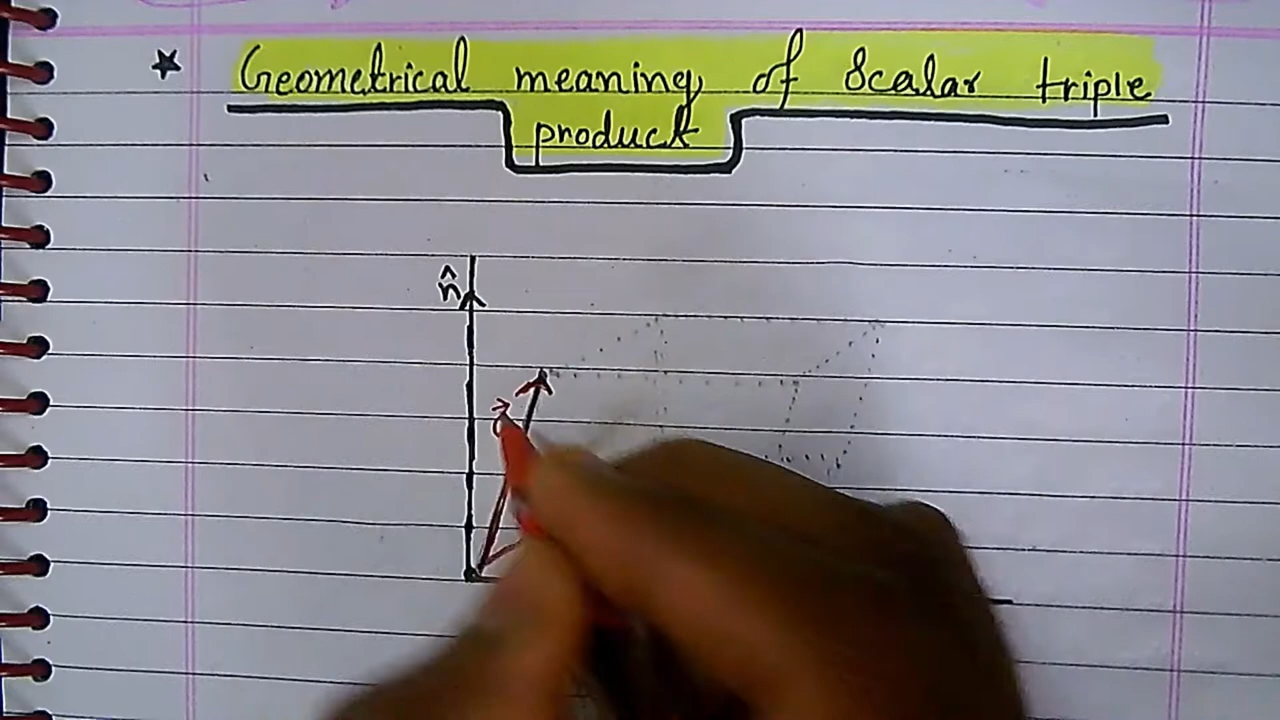 Geometrical meaning of Scalar triple
product
n̂